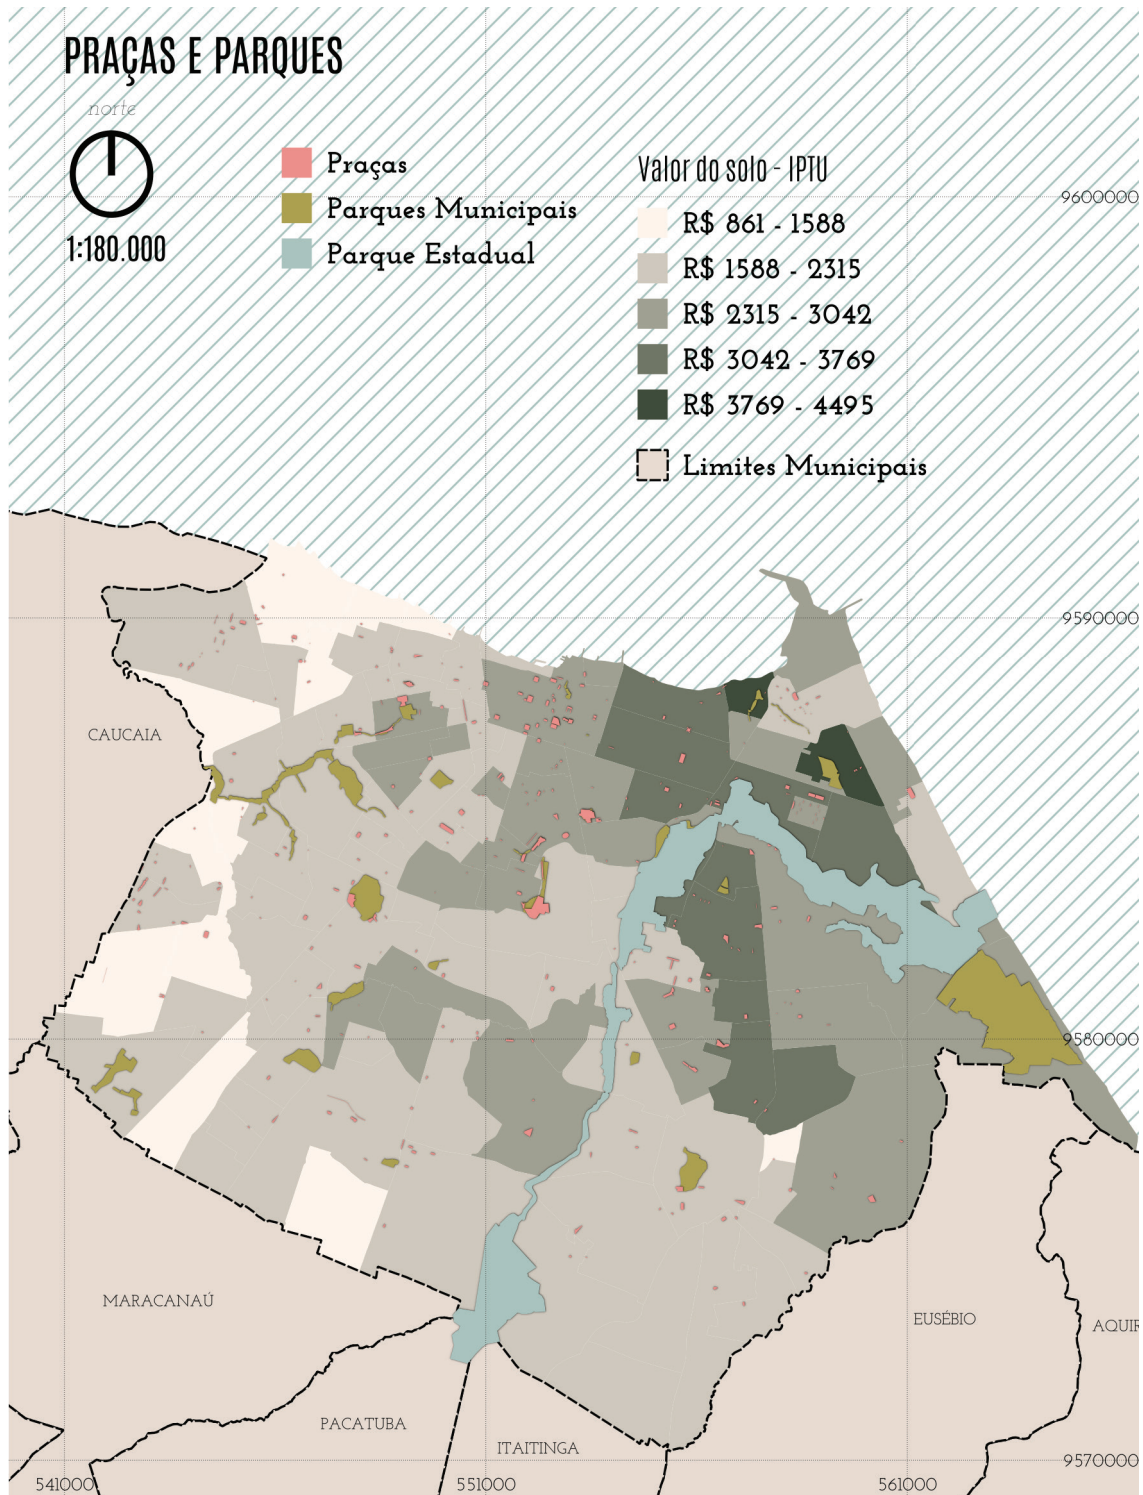 PRAÇAS E PARQUES
norte
1:180.000
Praças
Parques Municipais
Parque Estadual
Valor do solo - IPTU
R$ 861 - 1588
R$ 1588 - 2315
R$ 2315 - 3042
R$ 3042 - 3769
R$ 3769 - 4495
Limites Municipais
9600000
9590000
CAUCAIA
9580000
MARACANAÚ
EUSÉBIO
AQUIR
PACATUBA
ITAITINGA
9570000
541000
551000
561000